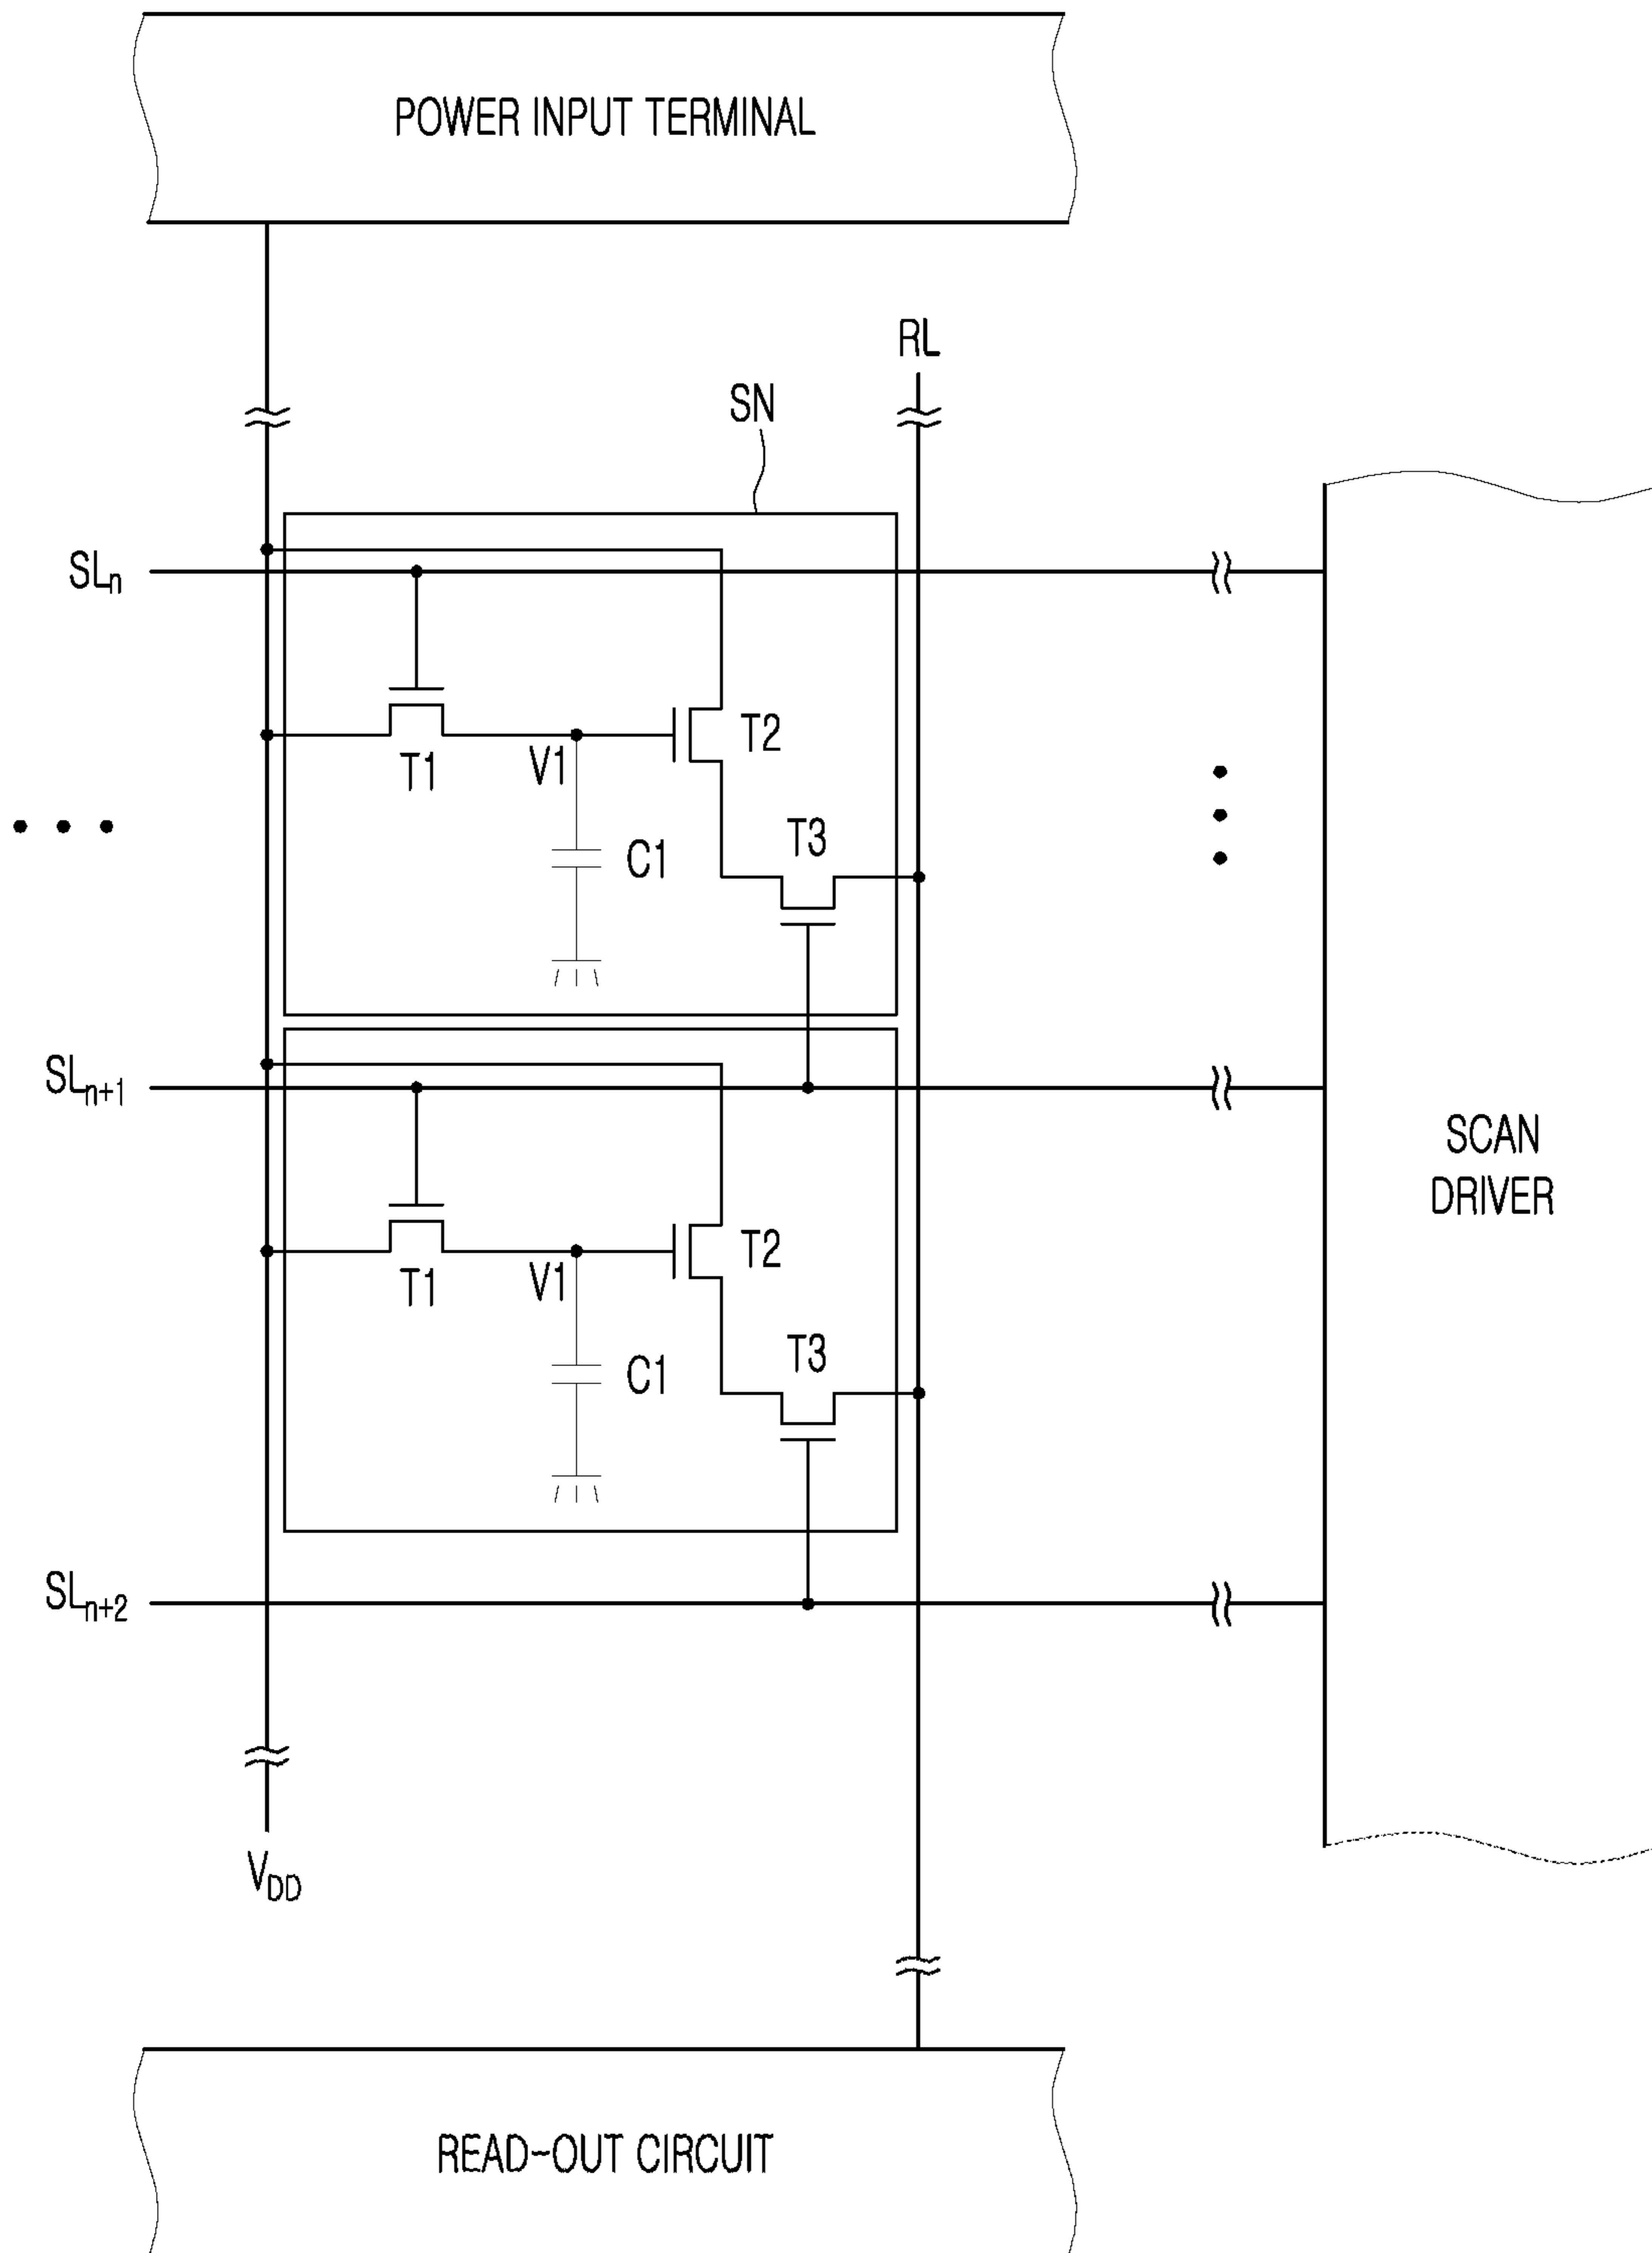 POWER INPUT TERMINAL
RL
SN
SLn
T1
V1
T2
C1
T3
SLn+1
SCAN
DRIVER
T1
V1
T2
C1
T3
SLn+2
VDD
READ-OUT CIRCUIT